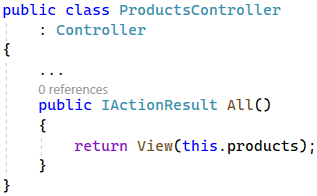 public class ProductsController
: Controller
{
...
0 references
public IActionResult All()
{
return View(this.products);
}
}